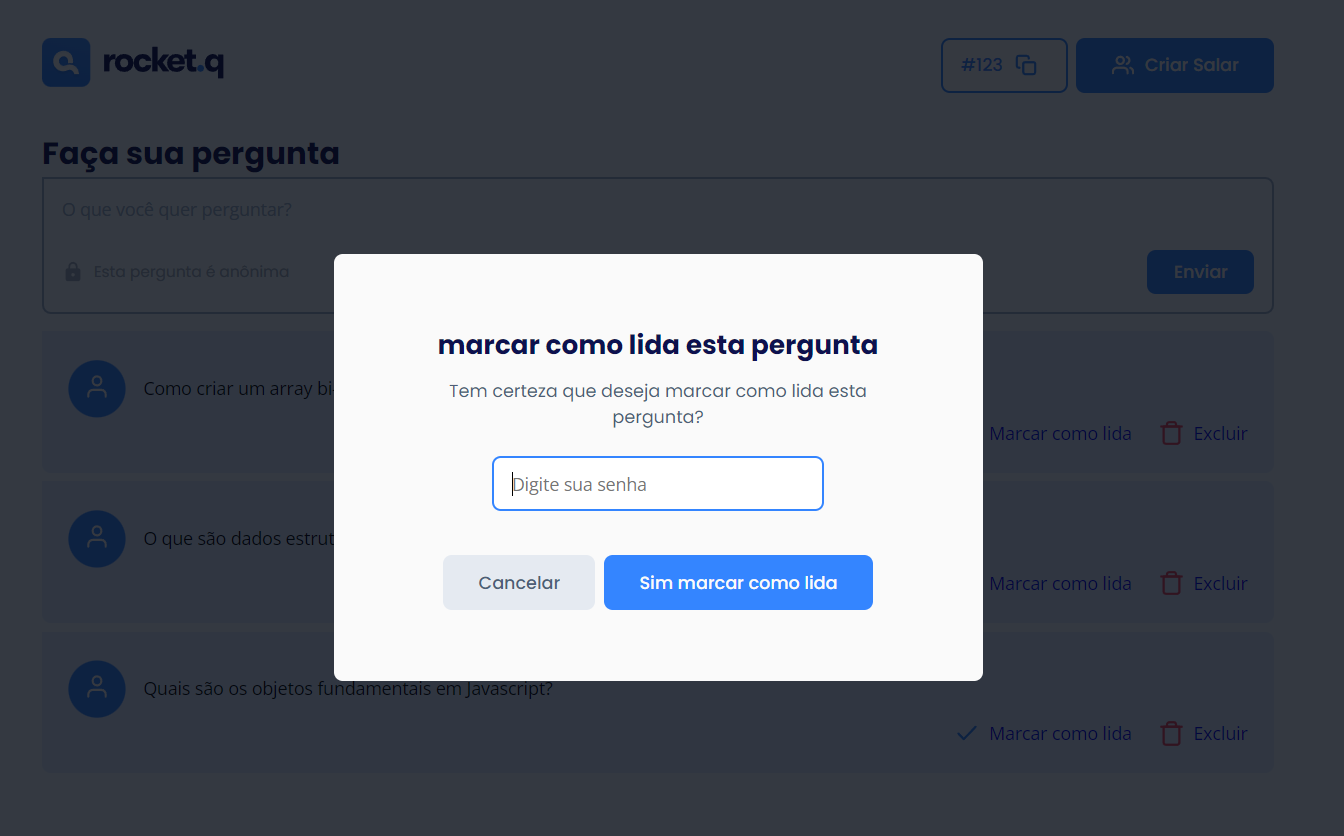 rocket.q
#123
Criar Salar
Faça sua pergunta
O que você quer perguntar?
Esta pergunta é anônima
Enviar
marcar como lida esta pergunta
Tem certeza que deseja marcar como lida esta
pergunta?
Digite sua senha
Cancelar
Sim marcar como lida
Como criar um array
Marcar como lida
Excluir
O que são dados
Marcar como lida
Excluir
Quais são os objetos fundamentais em Javascript?
Marcar como lida
Excluir